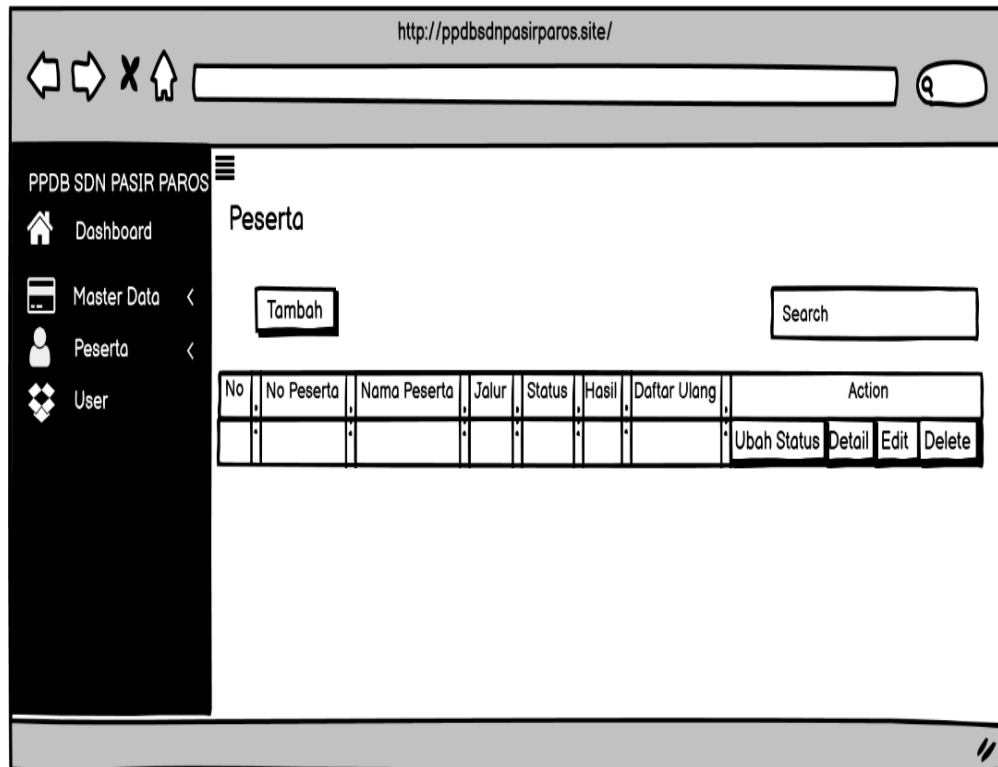 http://ppdbsdnpasirparos.site/
PPDB SDN PASIR PAROS
Dashboard
Master Data <
Peserta <
User
Peserta
Tambah
Search
No No Peserta Nama Peserta Jalur Status Hasil Daftar Ulang Action
Ubah Status Detail Edit Delete